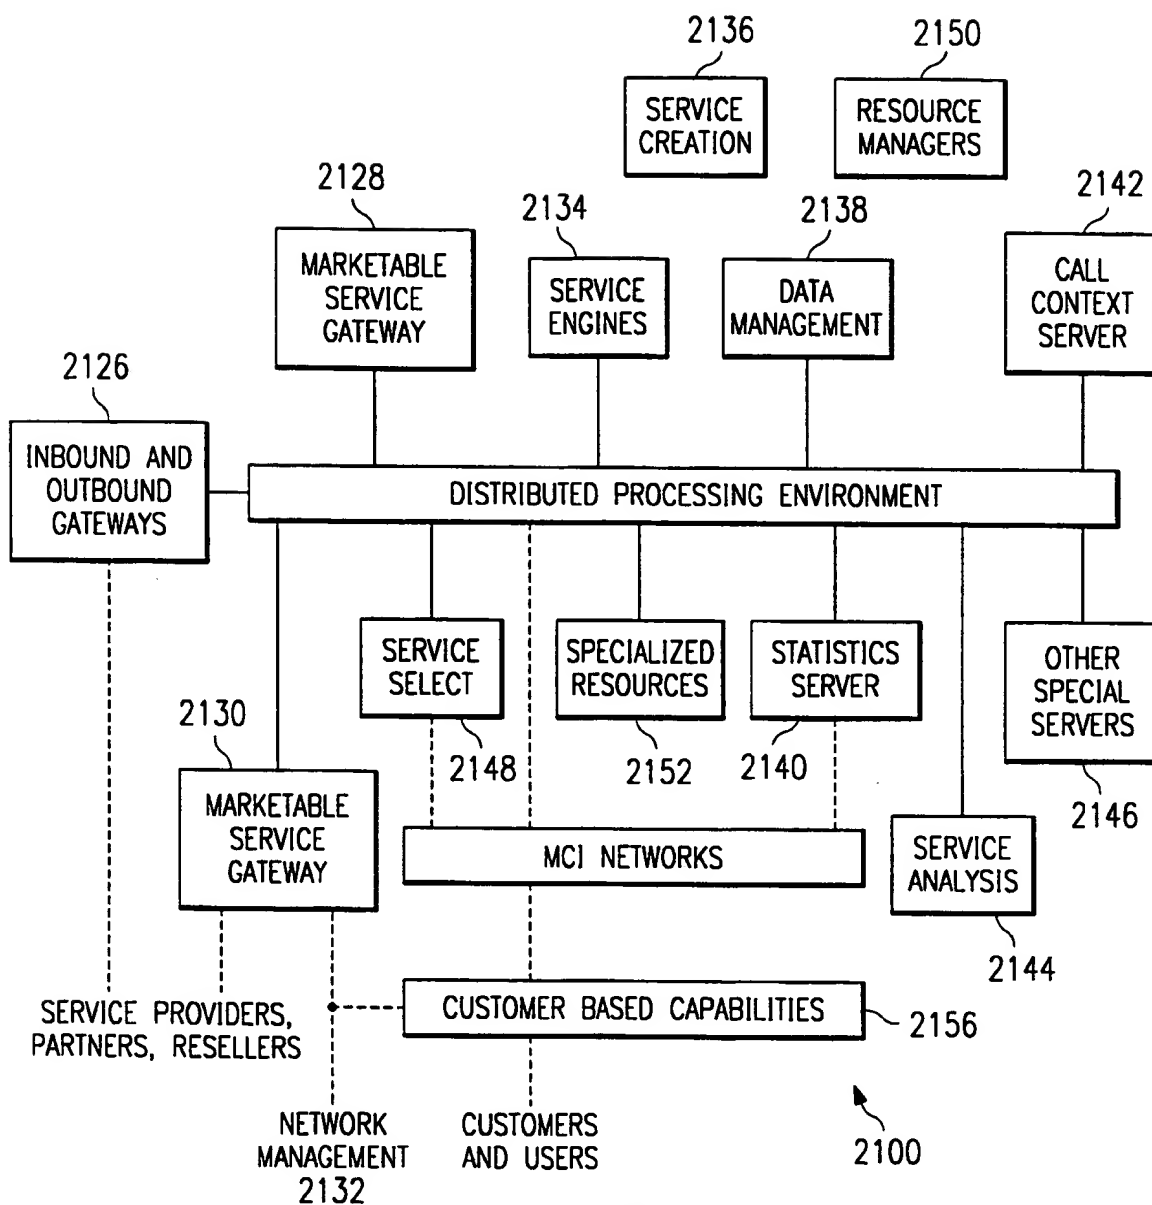 2136
2150
SERVICE
CREATION
RESOURCE
MANAGERS
2128
2134
2138
2142
MARKETABLE
SERVICE
GATEWAY
SERVICE
ENGINES
DATA
MANAGEMENT
CALL
CONTEXT
SERVER
2126
INBOUND AND
OUTBOUND
GATEWAYS
DISTRIBUTED PROCESSING ENVIRONMENT
SERVICE
SELECT
SPECIALIZED
RESOURCES
STATISTICS
SERVER
OTHER
SPECIAL
SERVERS
2130
2148
2152
2140
2146
MARKETABLE
SERVICE
GATEWAY
MCI NETWORKS
SERVICE
ANALYSIS
2144
SERVICE PROVIDERS,
PARTNERS, RESELLERS
CUSTOMER BASED CAPABILITIES
2156
NETWORK
MANAGEMENT
2132
CUSTOMERS
AND USERS
2100